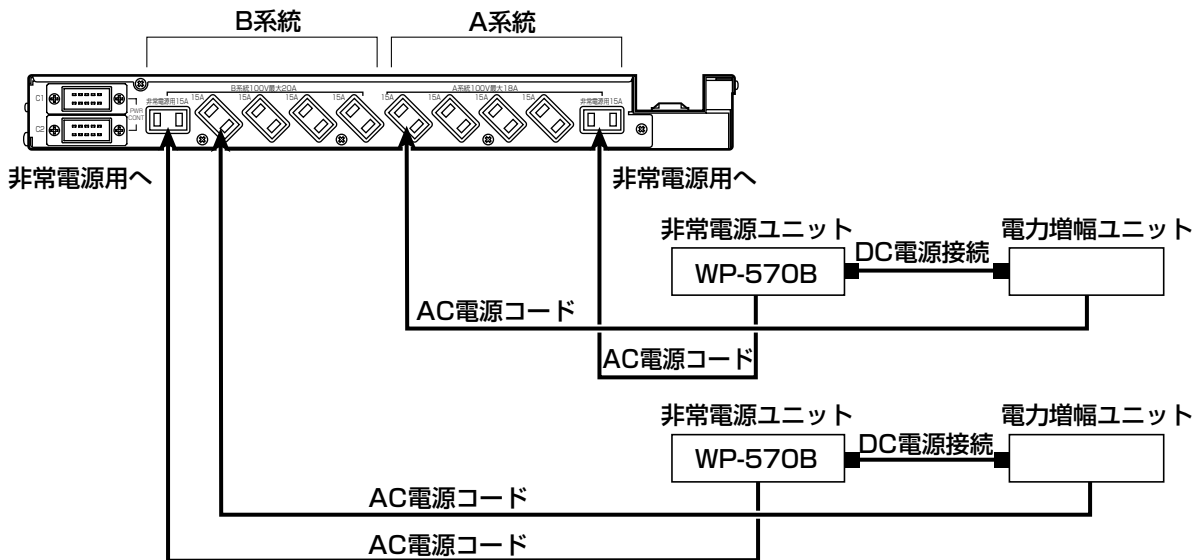 B系統 A系統
B系統100V最大20A A系統100V最大18A
C1 非常電源用15A 15A 15A 15A 15A 15A 15A 15A 15A 非常電源用15A
PWR
CONT
C2
非常電源用へ 非常電源用へ
非常電源ユニット 電力増幅ユニット
DC電源接続
WP-570B
AC電源コード
AC電源コード
非常電源ユニット 電力増幅ユニット
DC電源接続
WP-570B
AC電源コード
AC電源コード